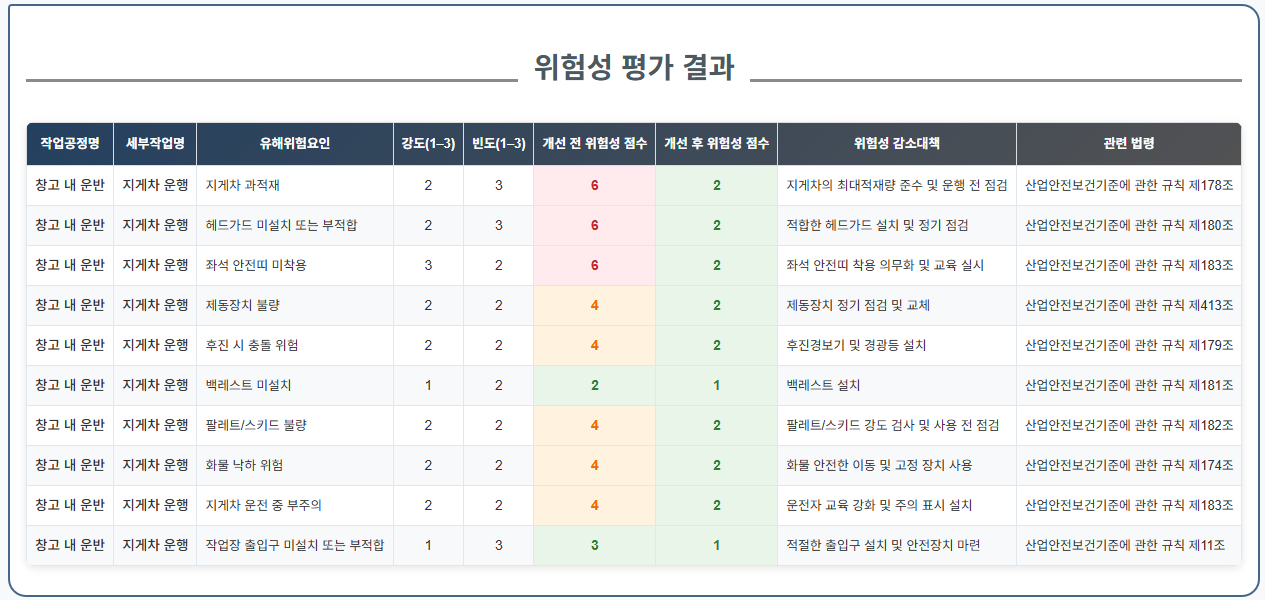 위험성 평가 결과
작업공정명 세부작업명 유해위험요인 강도(1–3) 빈도(1–3) 개선 전 위험성 점수 개선 후 위험성 점수 위험성 감소대책 관련 법령
창고 내 운반 지게차 운행 지게차 과적재 2 3 6 2 지게차의 최대적재량 준수 및 운행 전 점검 산업안전보건기준에 관한 규칙 제178조
창고 내 운반 지게차 운행 헤드가드 미설치 또는 부적합 2 3 6 2 적합한 헤드가드 설치 및 정기 점검 산업안전보건기준에 관한 규칙 제180조
창고 내 운반 지게차 운행 좌석 안전띠 미착용 3 2 6 2 좌석 안전띠 착용 의무화 및 교육 실시 산업안전보건기준에 관한 규칙 제183조
창고 내 운반 지게차 운행 제동장치 불량 2 2 4 2 제동장치 정기 점검 및 교체 산업안전보건기준에 관한 규칙 제413조
창고 내 운반 지게차 운행 후진 시 충돌 위험 2 2 4 2 후진경보기 및 경광등 설치 산업안전보건기준에 관한 규칙 제179조
창고 내 운반 지게차 운행 백레스트 미설치 1 2 2 1 백레스트 설치 산업안전보건기준에 관한 규칙 제181조
창고 내 운반 지게차 운행 팔레트/스키드 불량 2 2 4 2 팔레트/스키드 강도 검사 및 사용 전 점검 산업안전보건기준에 관한 규칙 제182조
창고 내 운반 지게차 운행 화물 낙하 위험 2 2 4 2 화물 안전한 이동 및 고정 장치 사용 산업안전보건기준에 관한 규칙 제174조
창고 내 운반 지게차 운행 지게차 운전 중 부주의 2 2 4 2 운전자 교육 강화 및 주의 표시 설치 산업안전보건기준에 관한 규칙 제183조
창고 내 운반 지게차 운행 작업장 출입구 미설치 또는 부적합 1 3 3 1 적절한 출입구 설치 및 안전장치 마련 산업안전보건기준에 관한 규칙 제11조